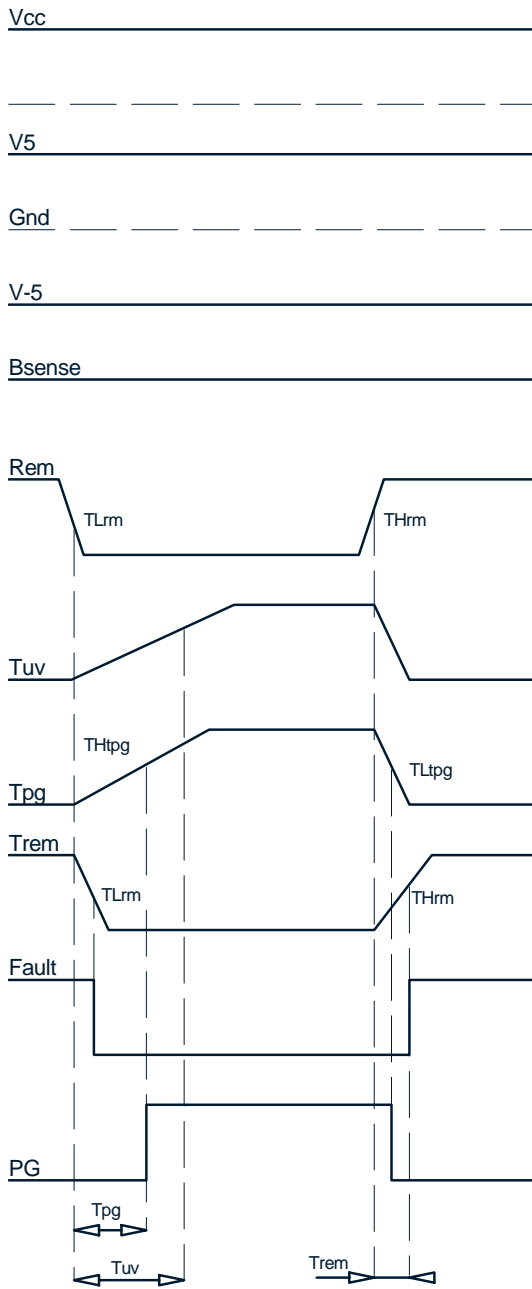 Vcc
V5
Gnd
V-5
Bsense
Rem
TLrm
THrm
Tuv
THtpg
TLtpg
Tpg
Trem
TLrm
THrm
Fault
PG
Tpg
Tuv
Trem